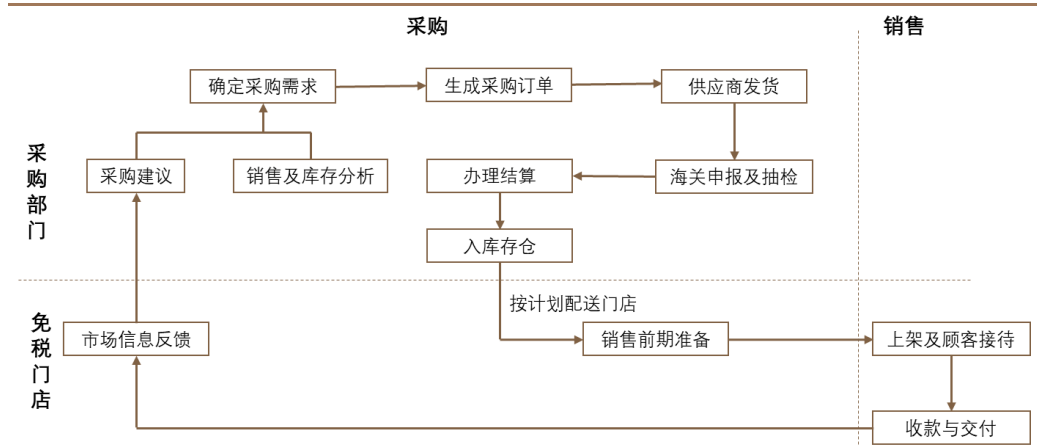 采购
销售
确定采购需求
生成采购订单
供应商发货
采购部门
采购建议
销售及库存分析
办理结算
海关申报及抽检
入库存仓
按计划配送门店
免税门店
市场信息反馈
销售前期准备
上架及顾客接待
收款与交付